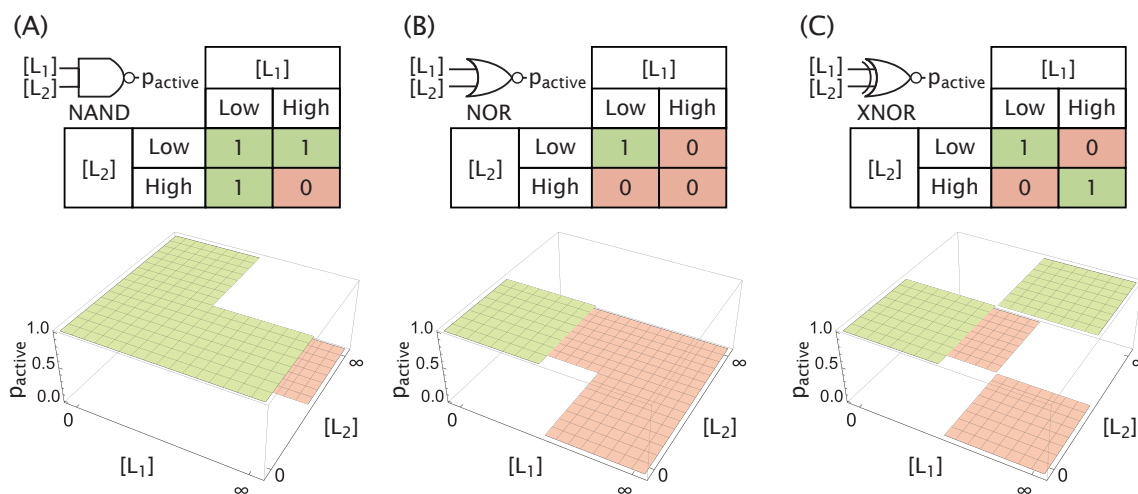 (A)
[L1]
[L2]
pactive
NAND
[L1]
Low High
[L2]
Low 1 1
High 1 0
1.0
0.5
0.0
pactive
0
[L1]
∞
0
[L2]
∞
(B)
[L1]
[L2]
pactive
NOR
[L1]
Low High
[L2]
Low 1 0
High 0 0
1.0
0.5
0.0
pactive
0
[L1]
∞
0
[L2]
∞
(C)
[L1]
[L2]
pactive
XNOR
[L1]
Low High
[L2]
Low 1 0
High 0 1
1.0
0.5
0.0
pactive
0
[L1]
∞
0
[L2]
∞